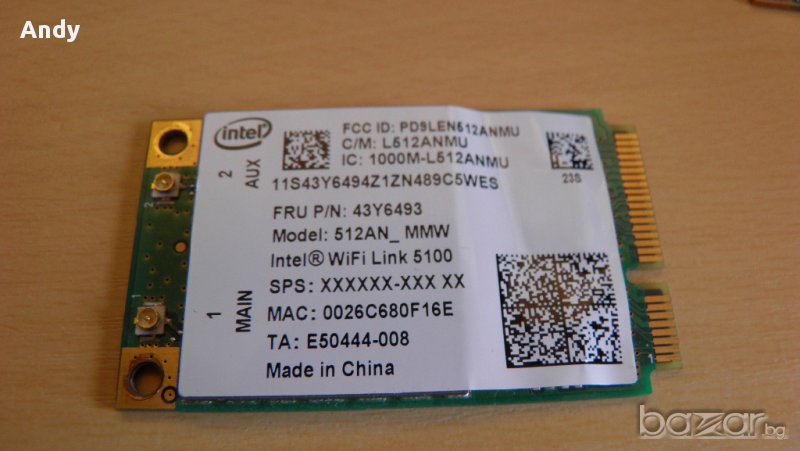 Andy
intel
FCC ID: PD9LEN512ANMU
C/M: L512ANMU
IC: 1000M-L512ANMU
2
AUX
2
23S
11S43Y6494Z1ZN489C5WES
FRU P/N: 43Y6493
Model: 512AN_ MMW
Intel® WiFi Link 5100
SPS: XXXXXX-XXX XX
1
MAIN
MAC: 0026C680F16E
TA: E50444-008
Made in China
bazar.bg